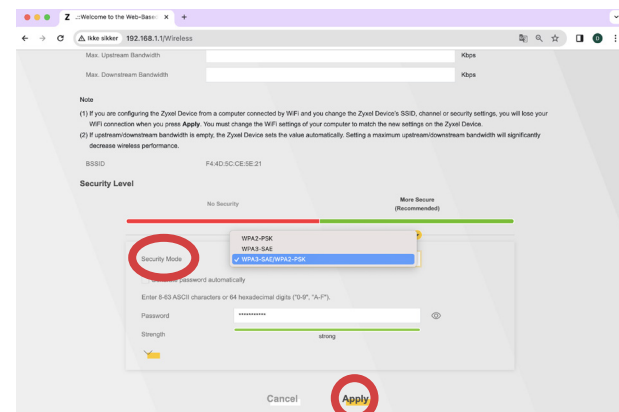 Z .::Welcome to the Web-Base
Ikke sikker 192.168.1.1/Wireless
D
Max. Upstream Bandwidth Kbps
Max. Downstream Bandwidth Kbps
Note
(1) If you are configuring the Zyxel Device from a computer connected by WiFi and you change the Zyxel Device's SSID, channel or security settings, you will lose your
WiFi connection when you press Apply. You must change the WiFi settings of your computer to match the new settings on the Zyxel Device.
(2) If upstream/downstream bandwidth is empty, the Zyxel Device sets the value automatically. Setting a maximum upstream/downstream bandwidth will significantly
decrease wireless performance.
BSSID F4:4D:5C:CE:5E:21
Security Level
No Security More Secure
(Recommended)
WPA2-PSK
WPA3-SAE
Security Mode ✓ WPA3-SAE/WPA2-PSK
password automatically
Enter 8-63 ASCII characters or 64 hexadecimal digits ("0-9", "A-F").
Password ***********
Strength strong
Cancel Apply